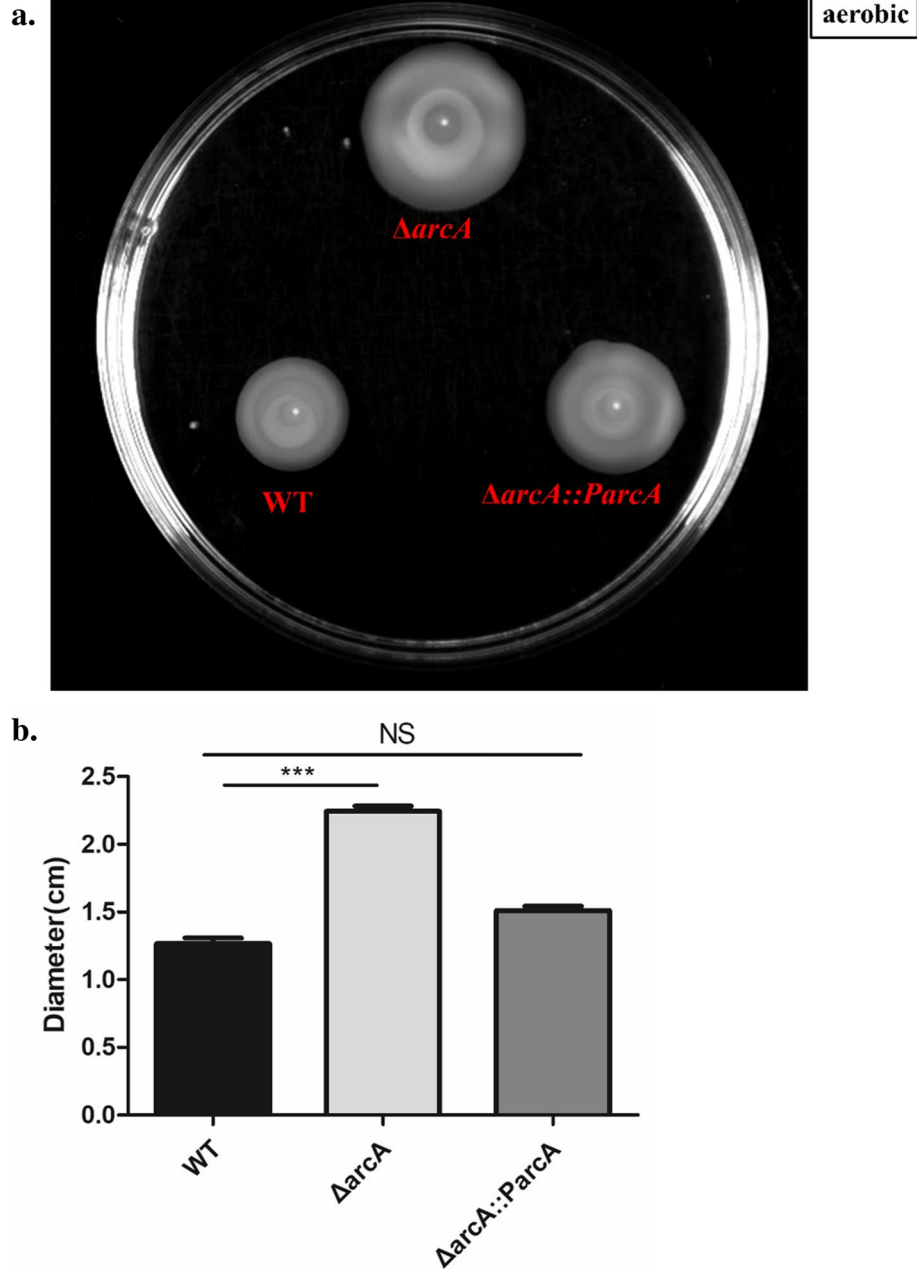 a.
aerobic
ΔarcA
WT
ΔarcA::ParcA
b.
NS
***
2.5
2.0
1.5
1.0
0.5
0.0
Diameter(cm)
WT
ΔarcA
ΔarcA::ParcA